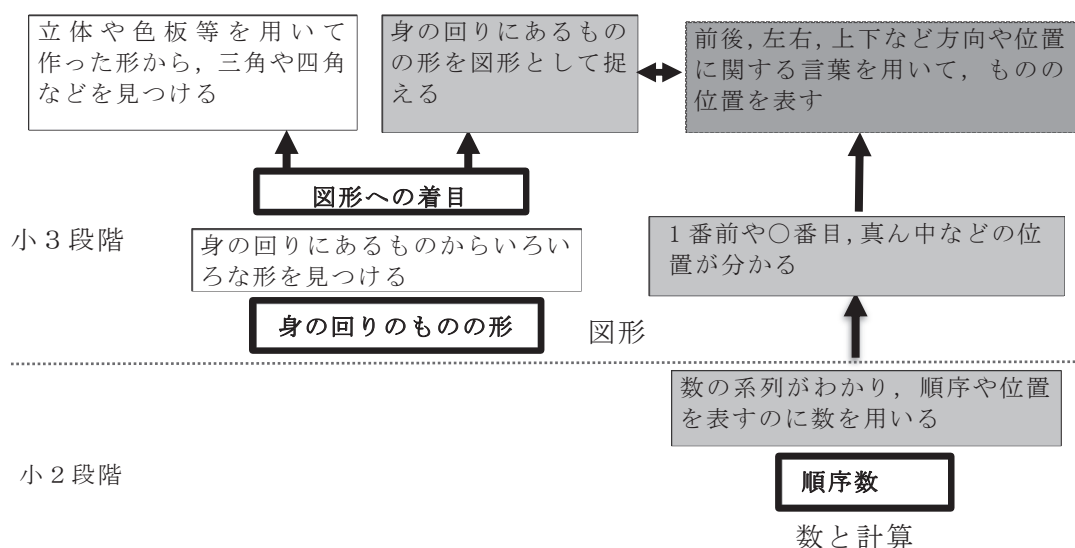 立体や色板等を用いて
作った形から，三角や四角
などを見つける
身の回りにあるもの
の形を図形として捉
える
前後，左右，上下など方向や位置
に関する言葉を用いて，ものの
位置を表す
図形への着目
小３段階
身の回りにあるものからいろい
ろな形を見つける
1番前や〇番目，真ん中などの位
置が分かる
身の回りのものの形
図形
数の系列がわかり，順序や位置
を表すのに数を用いる
小２段階
順序数
数と計算